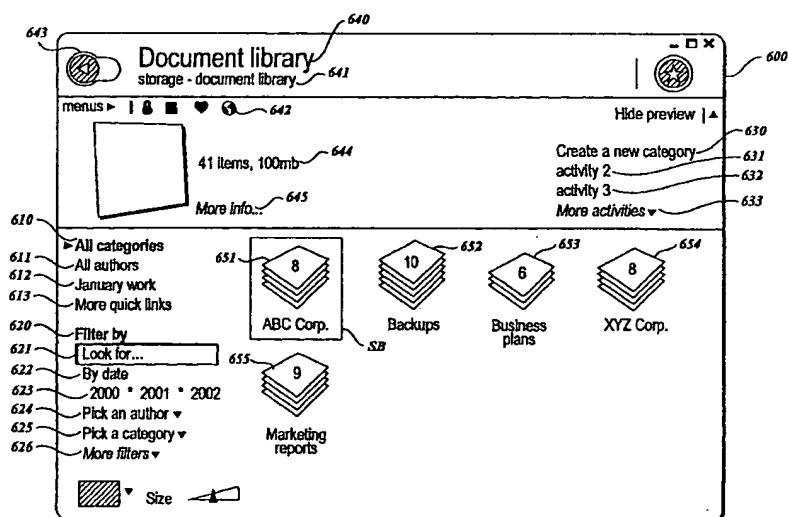 643
640
Document library
storage - document library 641
600
menus ► 642
Hide preview | ▲
630
Create a new category
41 items, 100mb 644
activity 2 631
activity 3 632
More info... 645
More activities ▾ 633
610
►All categories
611 All authors
612 January work
613 More quick links
620 Filter by
621 Look for...
622 By date
623 2000 * 2001 * 2002
624 Pick an author ▾
625 Pick a category ▾
626 More filters ▾
651 8
ABC Corp.
SB
652 10
Backups
653 6
Business
plans
654 8
XYZ Corp.
655 9
Marketing
reports
Size